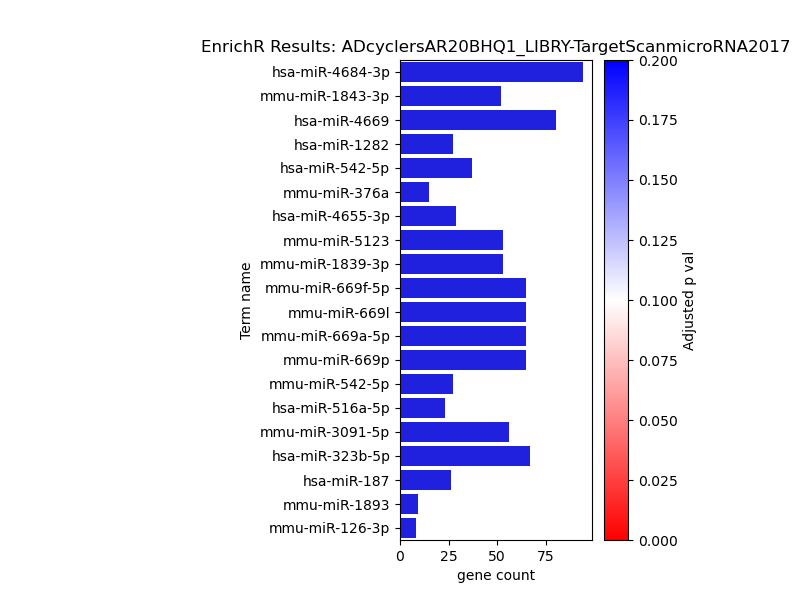 EnrichR Results: ADcyclersAR20BHQ1_LIBRY-TargetScanmicroRNA2017
hsa-miR-4684-3p
mmu-miR-1843-3p
hsa-miR-4669
hsa-miR-1282
hsa-miR-542-5p
mmu-miR-376a
hsa-miR-4655-3p
mmu-miR-5123
mmu-miR-1839-3p
mmu-miR-669f-5p
mmu-miR-669l
mmu-miR-669a-5p
mmu-miR-669p
mmu-miR-542-5p
hsa-miR-516a-5p
mmu-miR-3091-5p
hsa-miR-323b-5p
hsa-miR-187
mmu-miR-1893
mmu-miR-126-3p
Term name
0 25 50 75
gene count
0.200
0.175
0.150
0.125
0.100
0.075
0.050
0.025
0.000
Adjusted p val